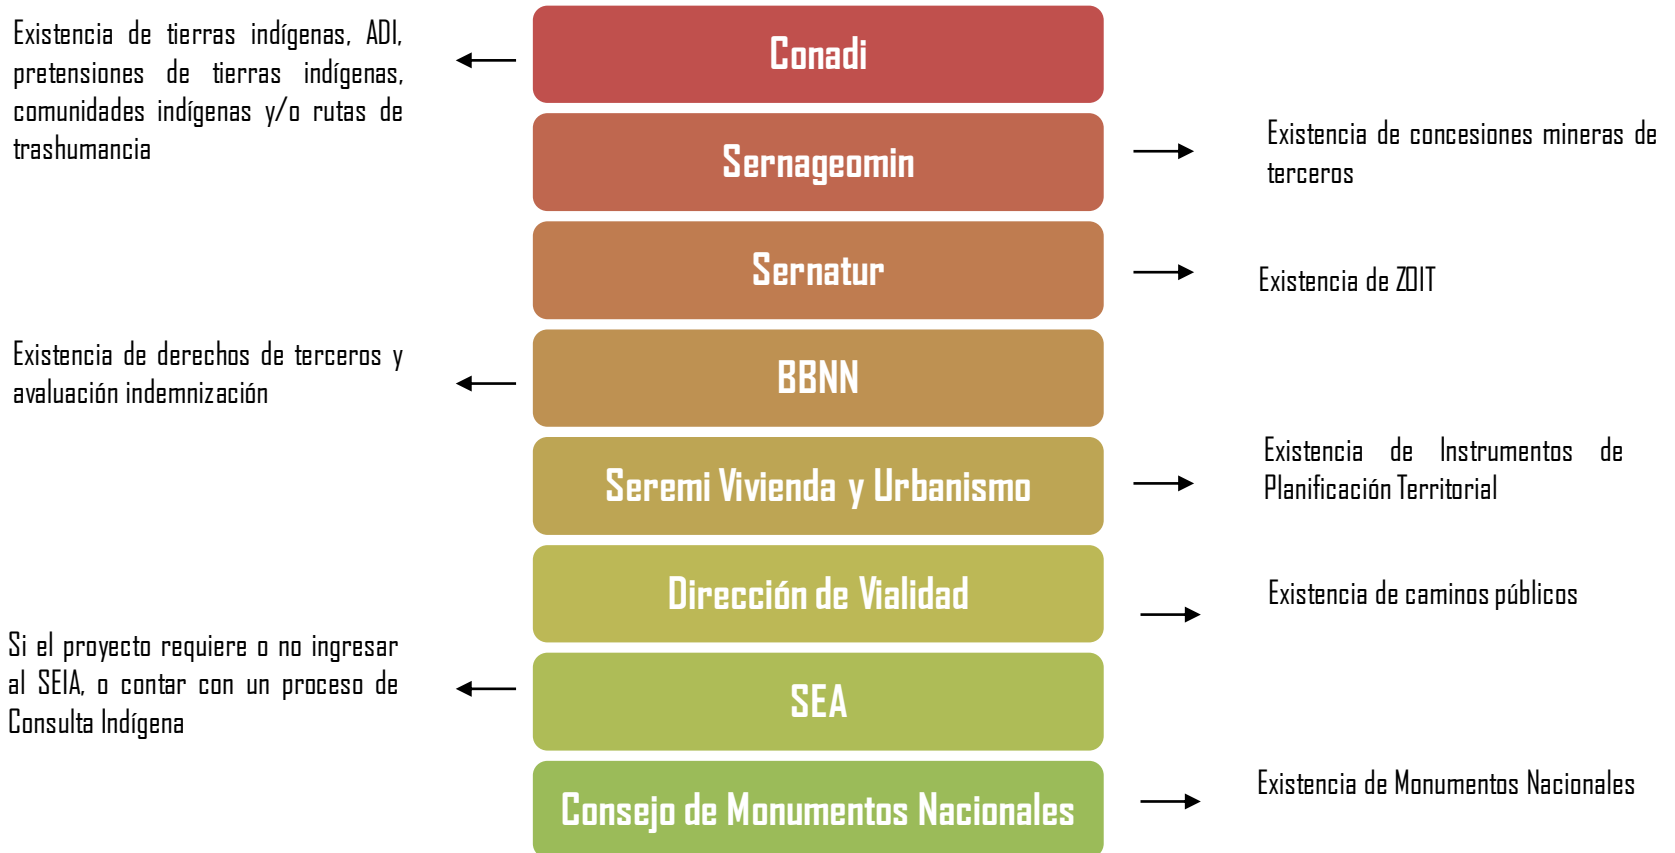 Existencia de tierras indígenas, ADI,
pretensiones de tierras indígenas,
comunidades indígenas y/o rutas de
trashumancia
Conadi
Sernageomin
Existencia de concesiones mineras de
terceros
Sernatur
Existencia de ZOIT
Existencia de derechos de terceros y
avaluación indemnización
BBNN
Seremi Vivienda y Urbanismo
Existencia de Instrumentos de
Planificación Territorial
Dirección de Vialidad
Existencia de caminos públicos
Si el proyecto requiere o no ingresar
al SEIA, o contar con un proceso de
Consulta Indígena
SEA
Consejo de Monumentos Nacionales
Existencia de Monumentos Nacionales